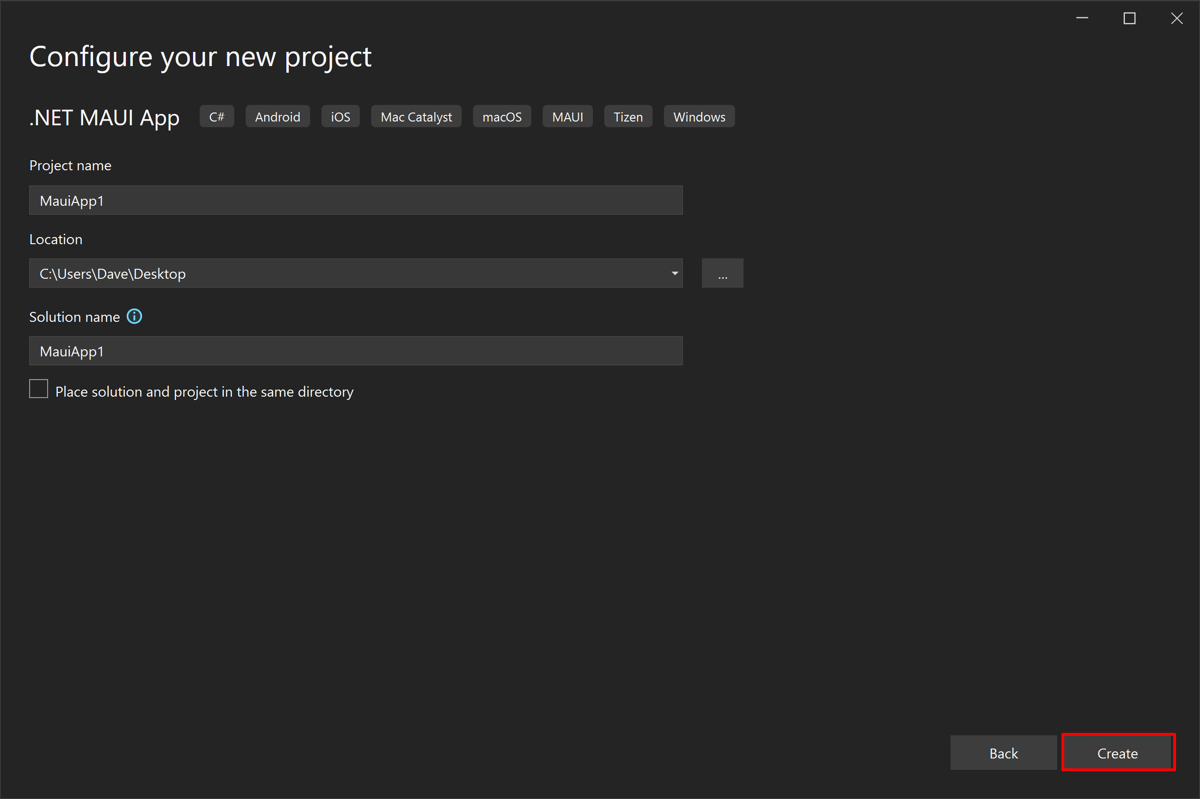 Configure your new project
.NET MAUI App C# Android iOS Mac Catalyst macOS MAUI Tizen Windows
Project name
MauiApp1
Location
C:\Users\Dave\Desktop
...
Solution name
MauiApp1
Place solution and project in the same directory
Back Create